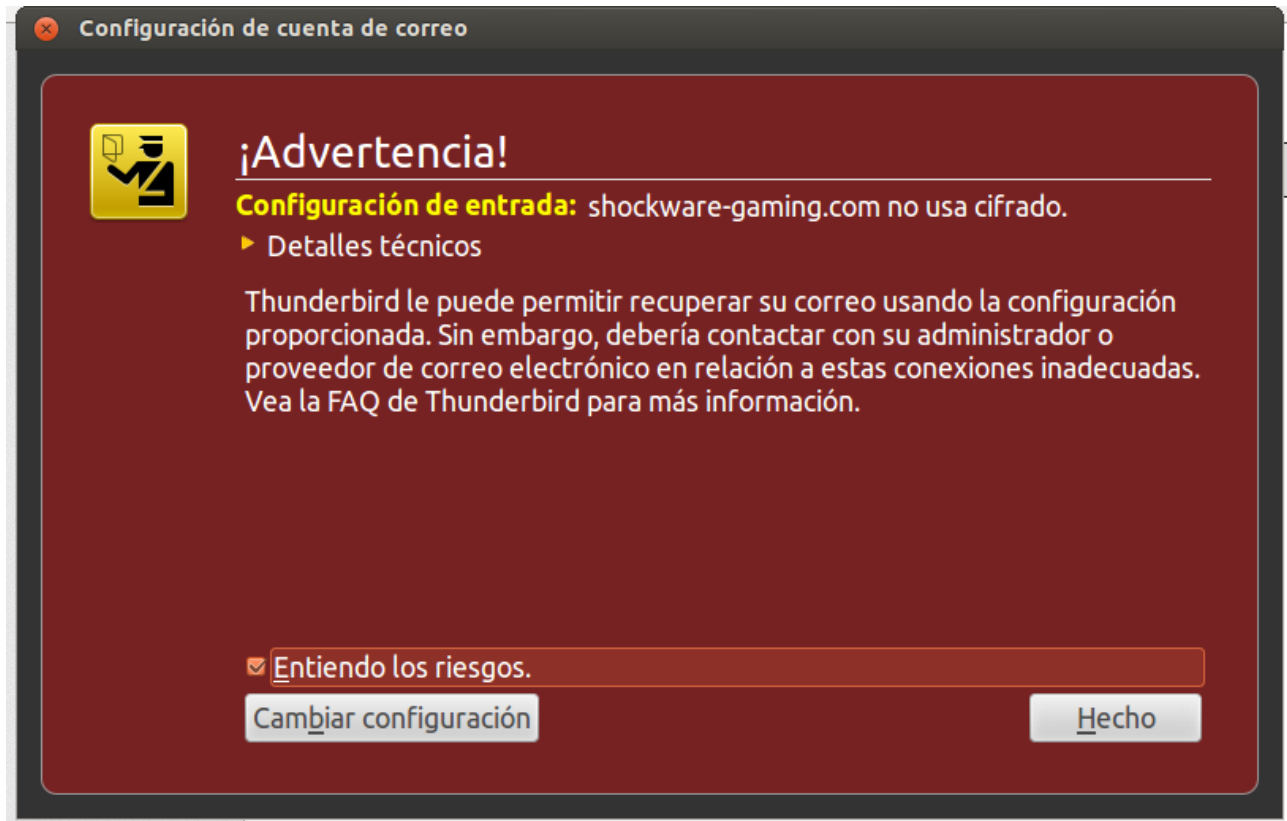 Configuración de cuenta de correo
¡Advertencia!
Configuración de entrada: shockware-gaming.com no usa cifrado.
Detalles técnicos
Thunderbird le puede permitir recuperar su correo usando la configuración
proporcionada. Sin embargo, debería contactar con su administrador o
proveedor de correo electrónico en relación a estas conexiones inadecuadas.
Vea la FAQ de Thunderbird para más información.
Entiendo los riesgos.
Cambiar configuración
Hecho